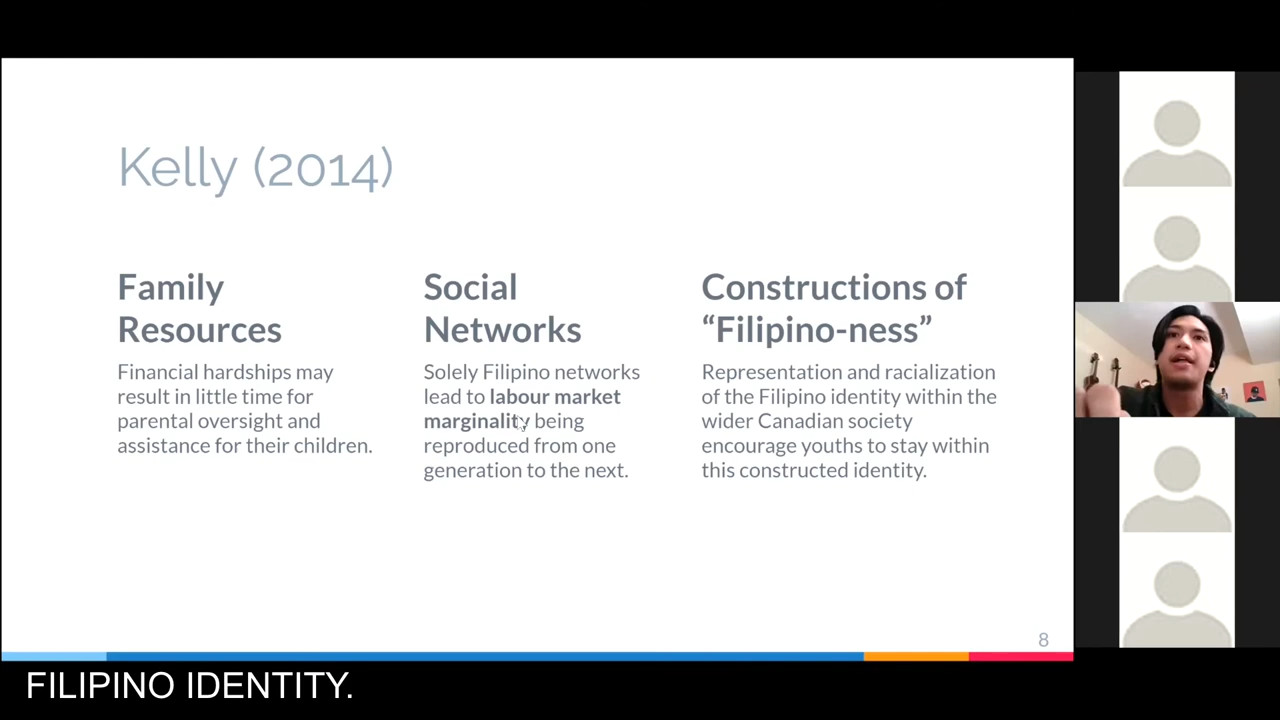 Kelly (2014)
Family
Resources
Financial hardships may
result in little time for
parental oversight and
assistance for their children.
Social
Networks
Solely Filipino networks
lead to labour market
marginality being
reproduced from one
generation to the next.
Constructions of
“Filipino-ness”
Representation and racialization
of the Filipino identity within the
wider Canadian society
encourage youths to stay within
this constructed identity.
8
FILIPINO IDENTITY.